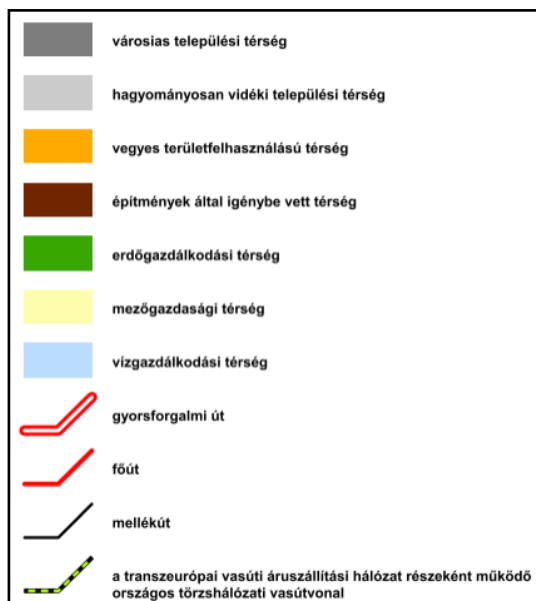 városias települési térség
hagyományosan vidéki települési térség
vegyes területfelhasználású térség
építmények által igénybe vett térség
erdőgazdálkodási térség
mezőgazdasági térség
vízgazdálkodási térség
gyorsforgalmi út
főút
mellékút
a transzeurópai vasúti áruszállítási hálózat részeként működő
országos törzshálózati vasútvonal